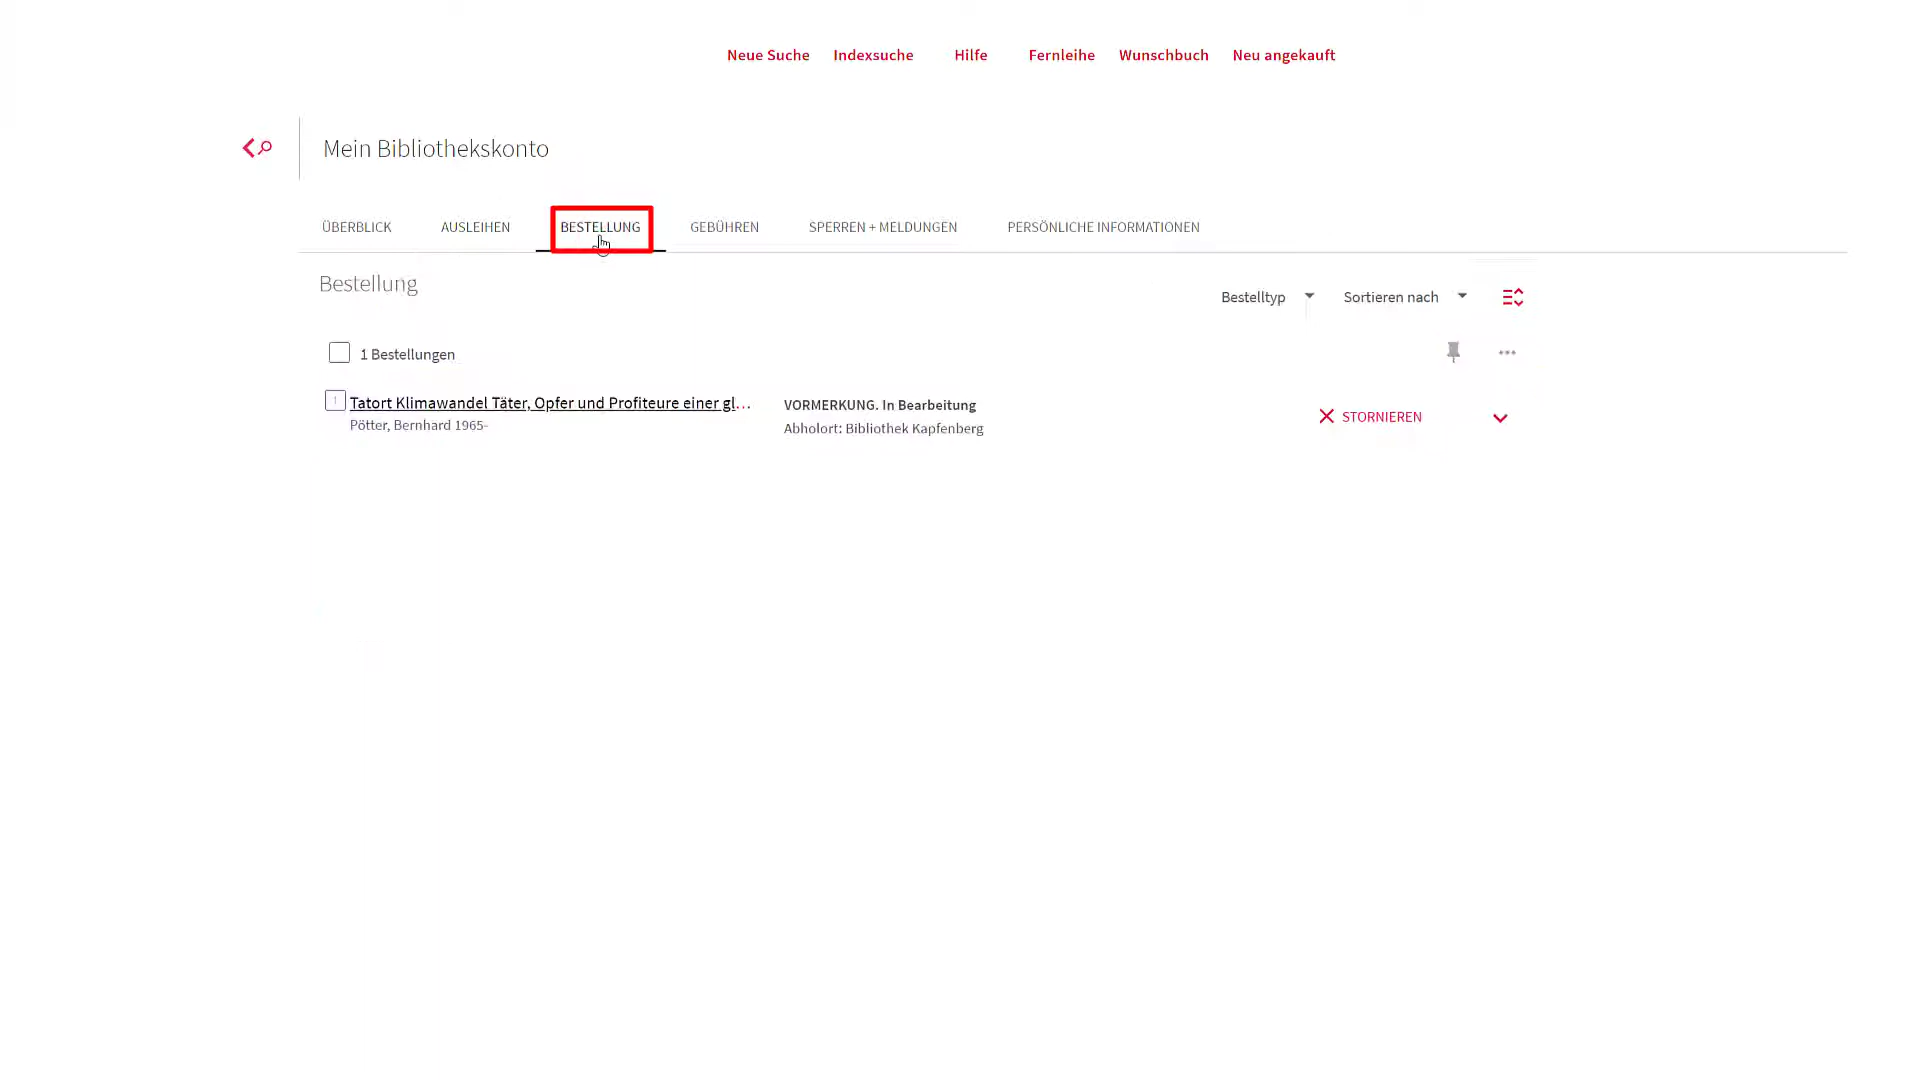 Neue Suche Indexsuche Hilfe Fernleihe Wunschbuch Neu angekauft
Mein Bibliothekskonto
ÜBERBLICK AUSLEIHEN BESTELLUNG GEBÜHREN SPERREN + MELDUNGEN PERSÖNLICHE INFORMATIONEN
Bestellung
Bestelltyp Sortieren nach
1 Bestellungen
1 Tatort Klimawandel Täter, Opfer und Profiteure einer gl...
Pötter, Bernhard 1965-
VORMERKUNG. In Bearbeitung
Abholort: Bibliothek Kapfenberg
STORNIEREN